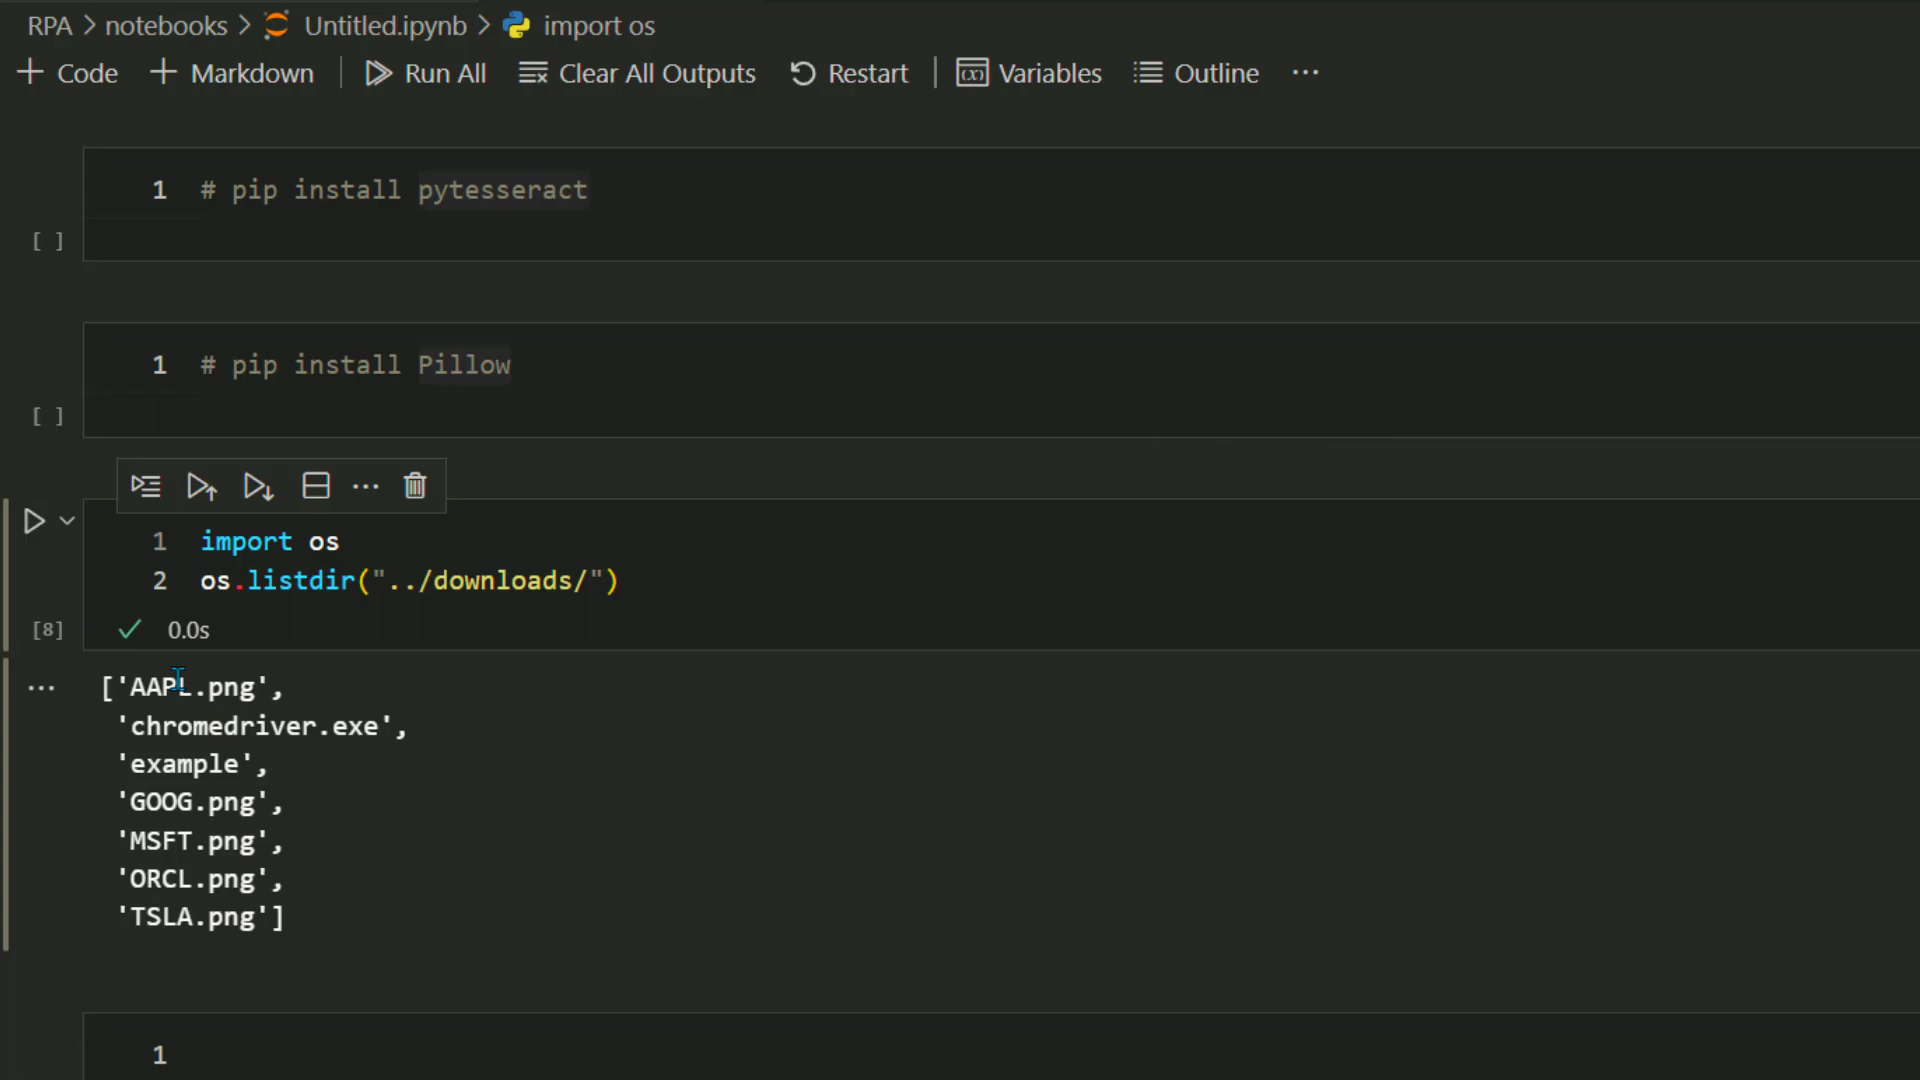 RPA > notebooks > Untitled.ipynb > import os
+ Code + Markdown | Run All Clear All Outputs Restart | Variables Outline ...
1 # pip install pytesseract
[ ]
1 # pip install Pillow
[ ]
...
1 import os
2 os.listdir("../downloads/")
[8] 0.0s
... ['AAPL.png',
'chromedriver.exe',
'example',
'GOOG.png',
'MSFT.png',
'ORCL.png',
'TSLA.png']
1